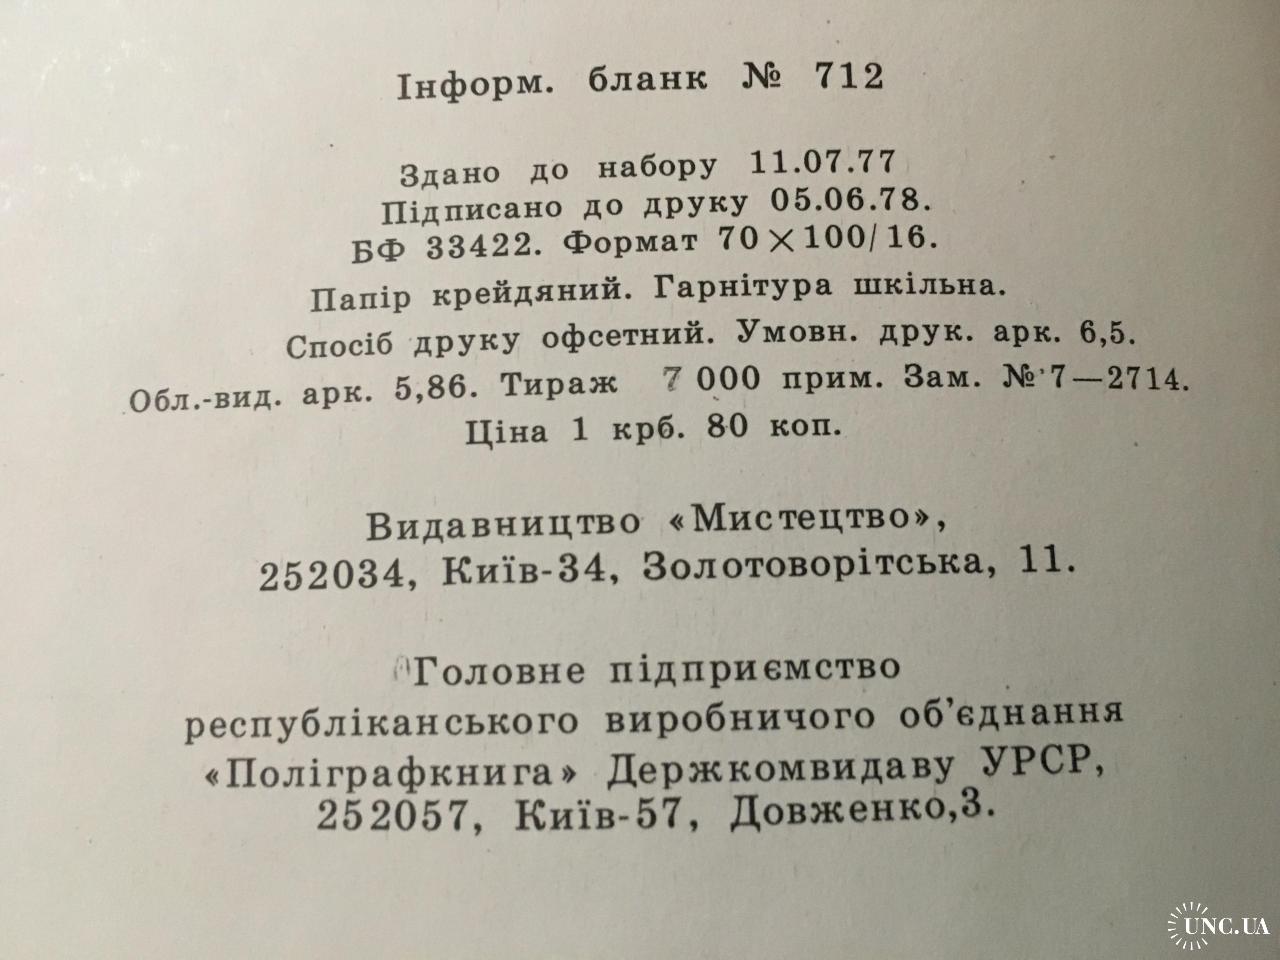 Інформ. бланк № 712
Здано до набору 11.07.77
Підписано до друку 05.06.78.
БФ 33422. Формат 70×100/16.
Папір крейдяний. Гарнітура шкільна.
Спосіб друку офсетний. Умовн. друк. арк. 6,5.
Обл.-вид. арк. 5,86. Тираж 7 000 прим. Зам. № 7—2714.
Ціна 1 крб. 80 коп.
Видавництво «Мистецтво»,
252034, Київ-34, Золотоворітська, 11.
Головне підприємство
республіканського виробничого об'єднання
«Поліграфкнига» Держкомвидаву УРСР,
252057, Київ-57, Довженко,3.
UNC.UA